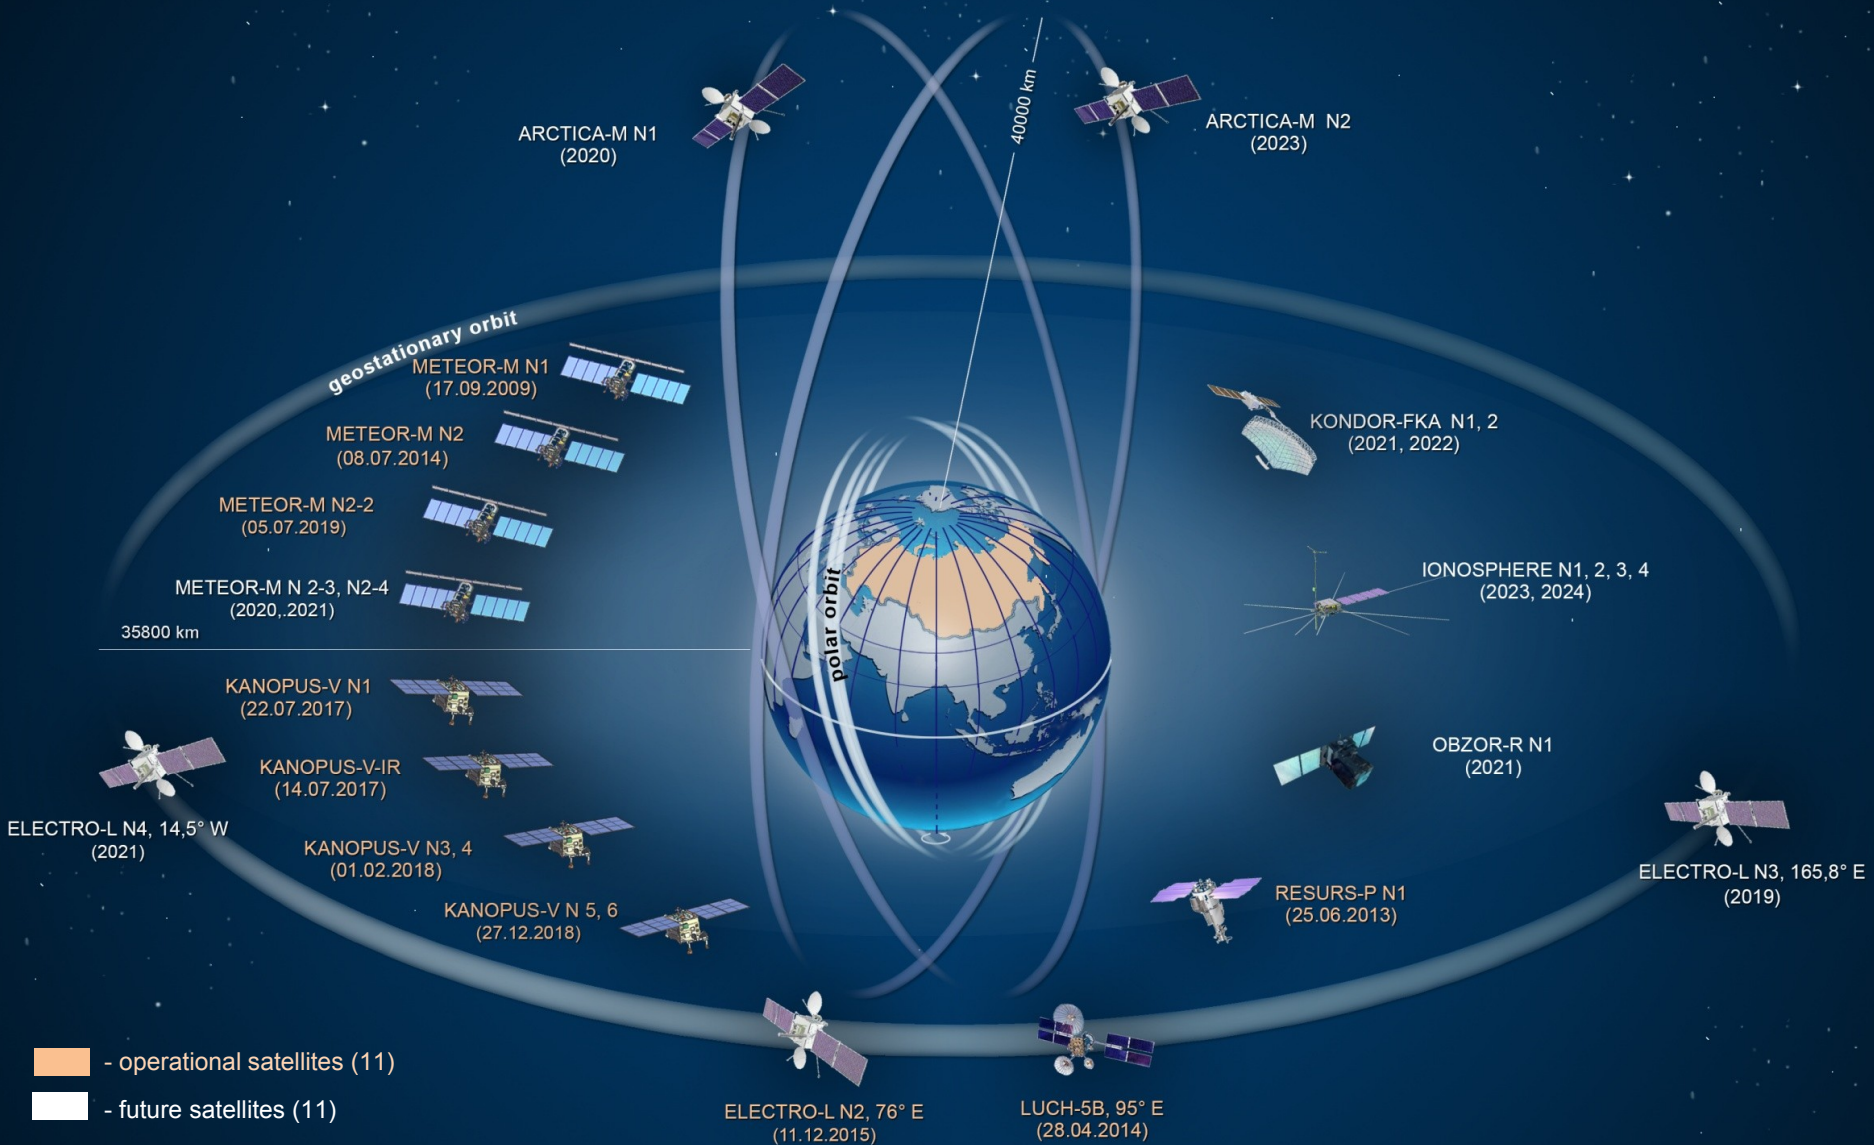 40000 km
ARCTICA-M N1
(2020)
ARCTICA-M N2
(2023)
geostationary orbit
METEOR-M N1
(17.09.2009)
METEOR-M N2
(08.07.2014)
METEOR-M N2-2
(05.07.2019)
METEOR-M N 2-3, N2-4
(2020,.2021)
35800 km
polar orbit
KONDOR-FKA N1, 2
(2021, 2022)
IONOSPHERE N1, 2, 3, 4
(2023, 2024)
OBZOR-R N1
(2021)
KANOPUS-V N1
(22.07.2017)
KANOPUS-V-IR
(14.07.2017)
ELECTRO-L N4, 14,5° W
(2021)
KANOPUS-V N3, 4
(01.02.2018)
KANOPUS-V N 5, 6
(27.12.2018)
RESURS-P N1
(25.06.2013)
ELECTRO-L N3, 165,8° E
(2019)
- operational satellites (11)
- future satellites (11)
ELECTRO-L N2, 76° E
(11.12.2015)
LUCH-5B, 95° E
(28.04.2014)